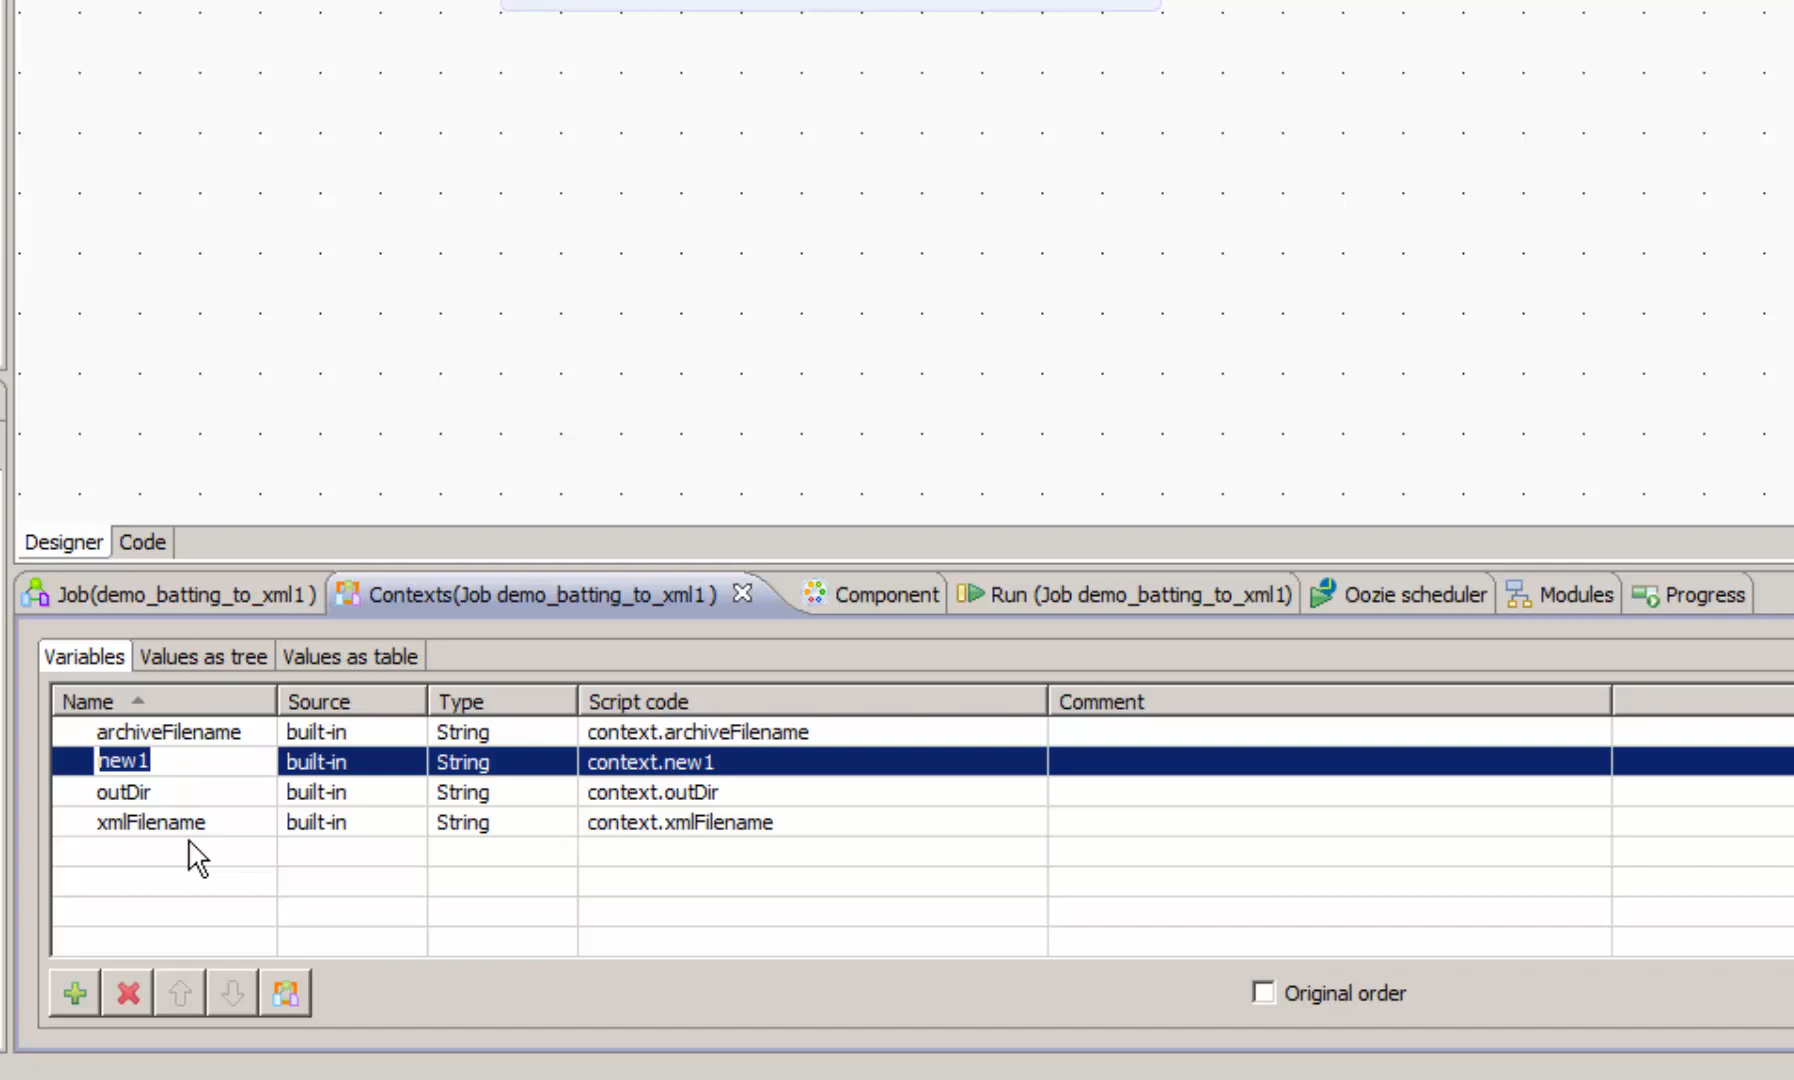 Designer Code
Job(demo_batting_to_xml1 ) Contexts(Job demo_batting_to_xml1 ) Component Run (Job demo_batting_to_xml1) Oozie scheduler Modules Progress
Variables Values as tree Values as table
Name Source Type Script code Comment
archiveFilename built-in String context.archiveFilename
new1 built-in String context.new1
outDir built-in String context.outDir
xmlFilename built-in String context.xmlFilename
Original order